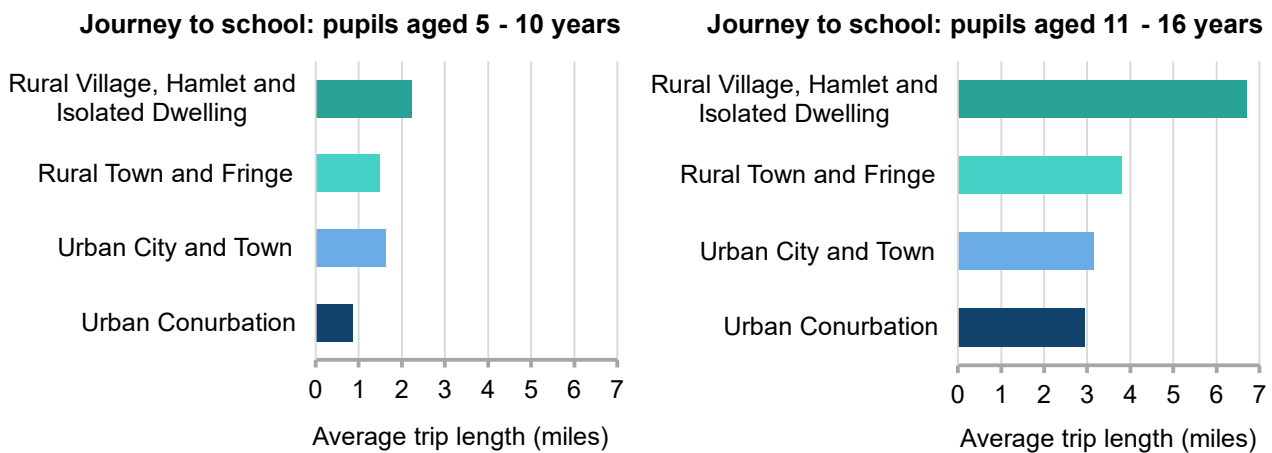 Journey to school: pupils aged 5 - 10 years
Rural Village, Hamlet and
Isolated Dwelling
Rural Town and Fringe
Urban City and Town
Urban Conurbation
0 1 2 3 4 5 6 7
Average trip length (miles)
Journey to school: pupils aged 11 - 16 years
Rural Village, Hamlet and
Isolated Dwelling
Rural Town and Fringe
Urban City and Town
Urban Conurbation
0 1 2 3 4 5 6 7
Average trip length (miles)